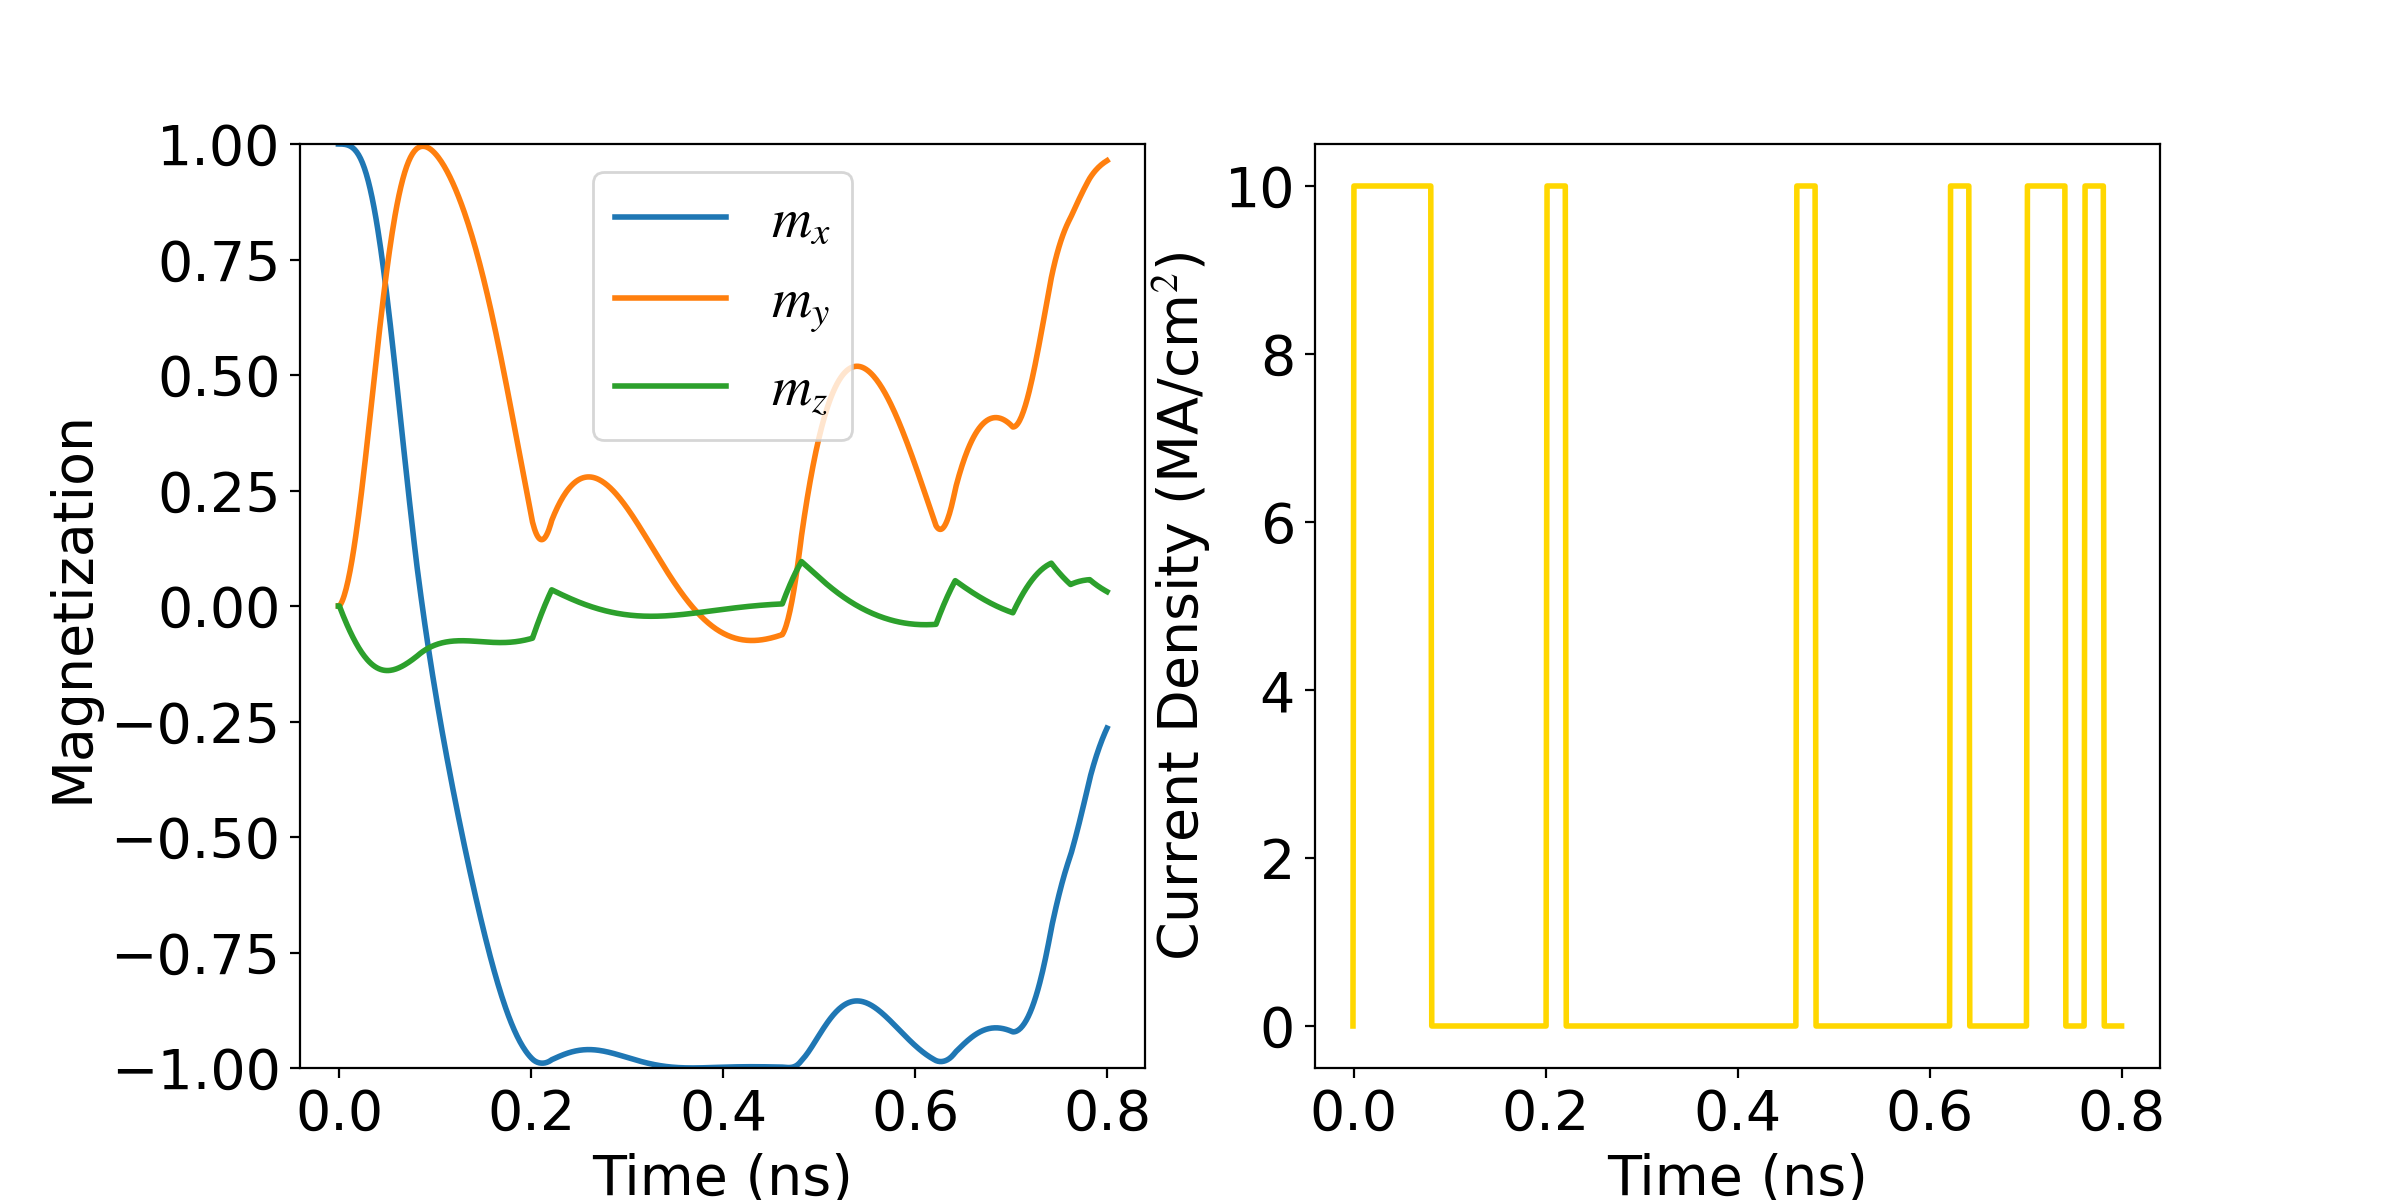 1.00
0.75
0.50
0.25
0.00
−0.25
−0.50
−0.75
−1.00
Magnetization
0.0 0.2 0.4 0.6 0.8
Time (ns)
m_x
m_y
m_z
10
8
6
4
2
0
Current Density (MA/cm²)
0.0 0.2 0.4 0.6 0.8
Time (ns)